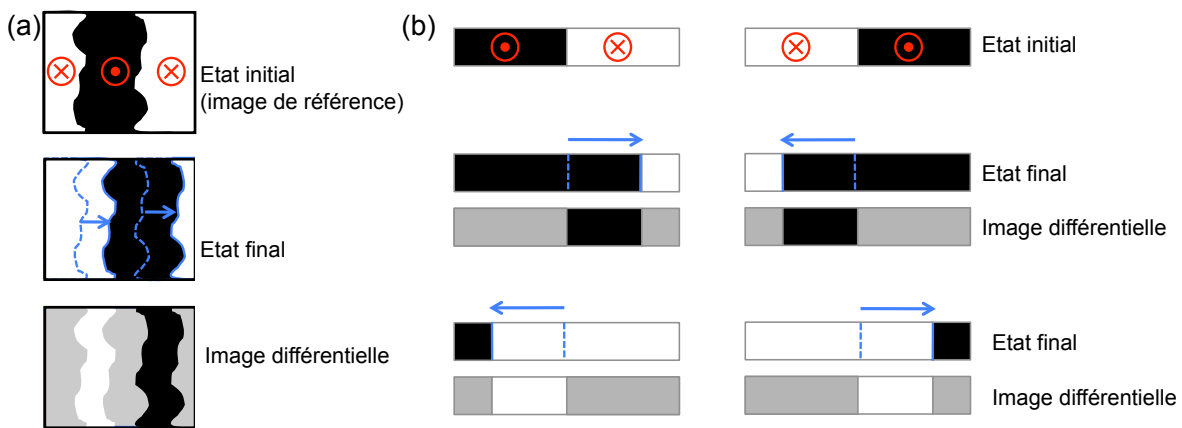 (a)
Etat initial
(image de référence)
Etat final
Image différentielle
(b)
Etat initial
Etat final
Image différentielle
Etat final
Image différentielle